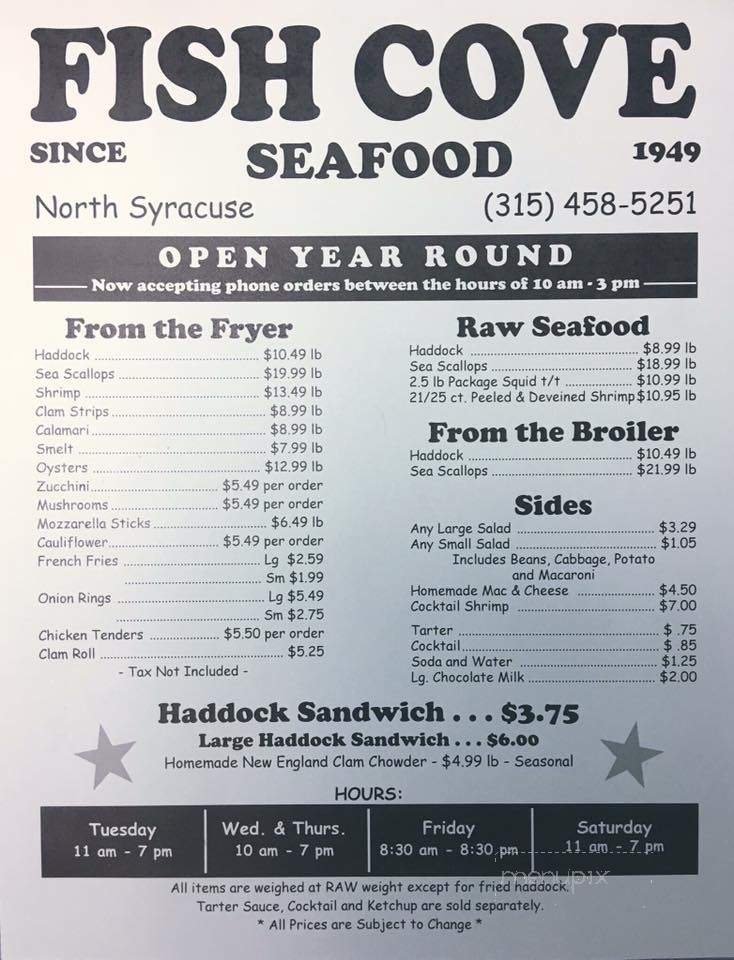 FISH COVE
SINCE SEAFOOD 1949
North Syracuse (315) 458-5251
OPEN YEAR ROUND
Now accepting phone orders between the hours of 10 am - 3 pm
From the Fryer
Haddock $10.49 lb
Sea Scallops $19.99 lb
Shrimp $13.49 lb
Clam Strips $8.99 lb
Calamari $8.99 lb
Smelt $7.99 lb
Oysters $12.99 lb
Zucchini $5.49 per order
Mushrooms $5.49 per order
Mozzarella Sticks $6.49 lb
Cauliflower $5.49 per order
French Fries Lg $2.59
Sm $1.99
Onion Rings Lg $5.49
Sm $2.75
Chicken Tenders $5.50 per order
Clam Roll $5.25
- Tax Not Included -
Raw Seafood
Haddock $8.99 lb
Sea Scallops $18.99 lb
2.5 lb Package Squid t/t $10.99 lb
21/25 ct. Peeled & Deveined Shrimp $10.95 lb
From the Broiler
Haddock $10.49 lb
Sea Scallops $21.99 lb
Sides
Any Large Salad $3.29
Any Small Salad $1.05
Includes Beans, Cabbage, Potato
and Macaroni
Homemade Mac & Cheese $4.50
Cocktail Shrimp $7.00
Tarter $ .75
Cocktail $ .85
Soda and Water $1.25
Lg. Chocolate Milk $2.00
Haddock Sandwich . . . $3.75
Large Haddock Sandwich . . . $6.00
Homemade New England Clam Chowder - $4.99 lb - Seasonal
HOURS:
Tuesday
11 am - 7 pm
Wed. & Thurs.
10 am - 7 pm
Friday
8:30 am - 8:30 pm
Saturday
11 am - 7 pm
menupix
All items are weighed at RAW weight except for fried haddock.
Tarter Sauce, Cocktail and Ketchup are sold separately.
* All Prices are Subject to Change *